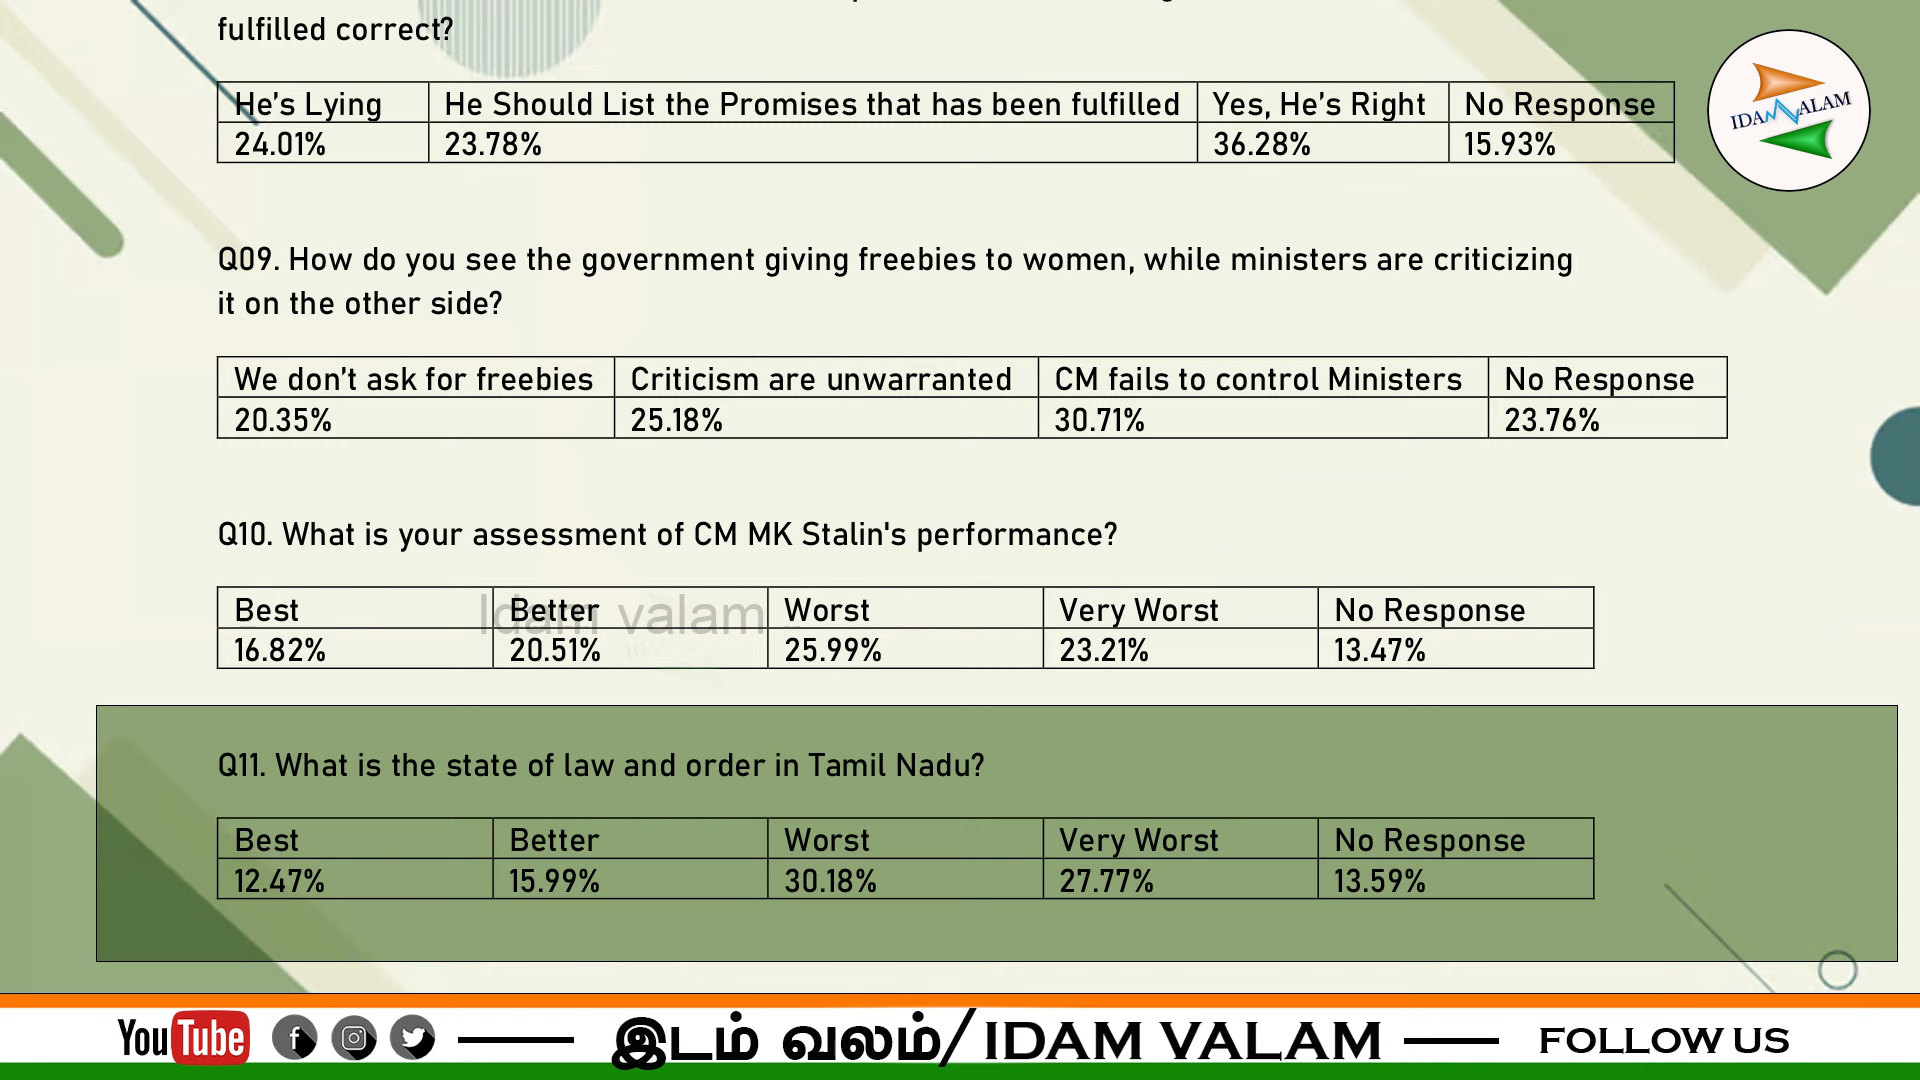 fulfilled correct?
He's Lying He Should List the Promises that has been fulfilled Yes, He's Right No Response
24.01% 23.78% 36.28% 15.93%
IDAM VALAM
Q09. How do you see the government giving freebies to women, while ministers are criticizing
it on the other side?
We don't ask for freebies Criticism are unwarranted CM fails to control Ministers No Response
20.35% 25.18% 30.71% 23.76%
Q10. What is your assessment of CM MK Stalin's performance?
Best Better Worst Very Worst No Response
Idam valam
16.82% 20.51% 25.99% 23.21% 13.47%
Q11. What is the state of law and order in Tamil Nadu?
Best Better Worst Very Worst No Response
12.47% 15.99% 30.18% 27.77% 13.59%
YouTube இடம் வலம்/ IDAM VALAM FOLLOW US